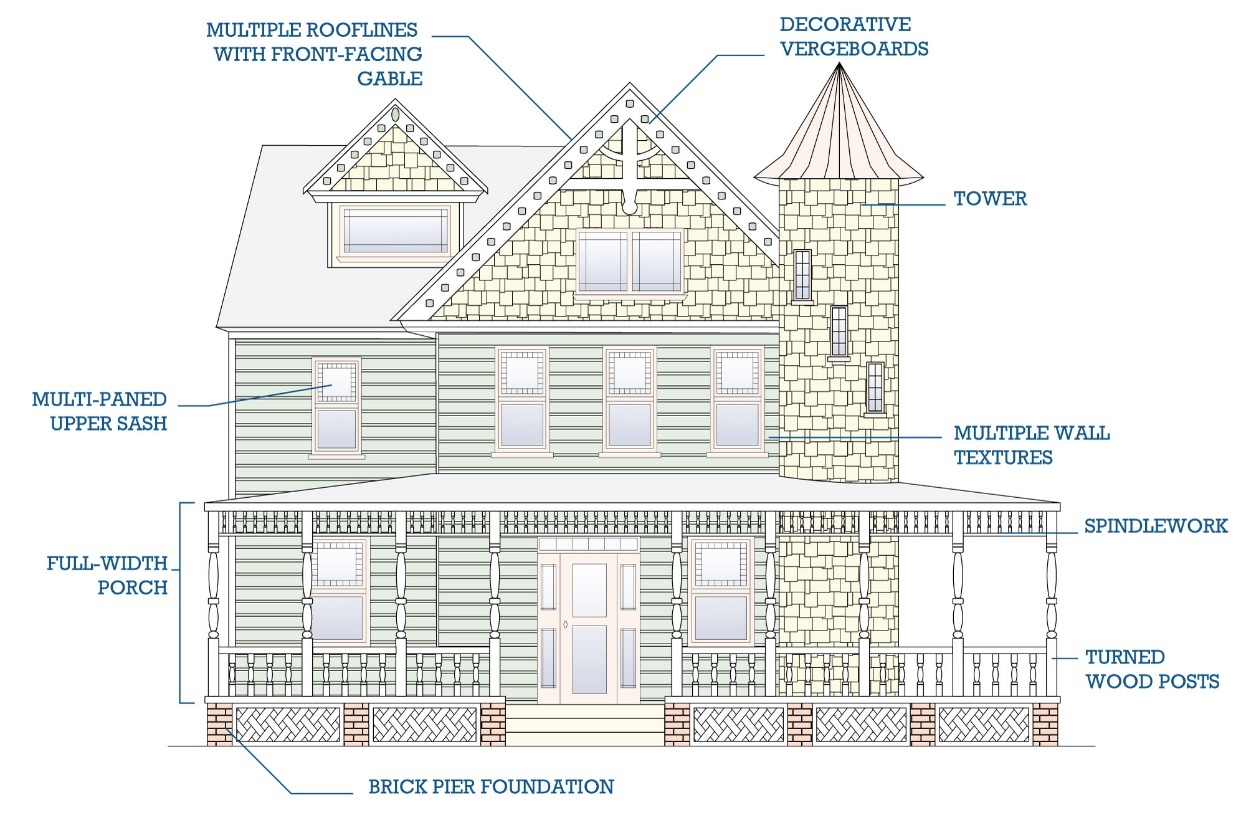 MULTIPLE ROOFLINES
WITH FRONT-FACING
GABLE
DECORATIVE
VERGEBOARDS
TOWER
MULTI-PANED
UPPER SASH
MULTIPLE WALL
TEXTURES
SPINDLEWORK
FULL-WIDTH
PORCH
TURNED
WOOD POSTS
BRICK PIER FOUNDATION